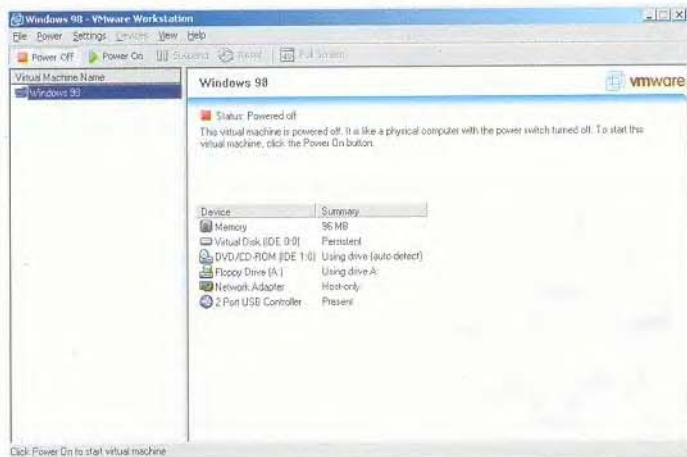 Windows 98 - VMware Workstation
File Power Settings Devices View Help
Power Off Power On Suspend Reset Full Screen
Virtual Machine Name
Windows 98
Windows 98
vmware
Status: Powered off
This virtual machine is powered off. It is like a physical computer with the power switch turned off. To start this
virtual machine, click the Power On button.
Device Summary
Memory 96 MB
Virtual Disk (IDE 0:0) Persistent
DVD/CD-ROM (IDE 1:0) Using drive (auto detect)
Floppy Drive (A:) Using drive A:
Network Adapter Host-only
2 Port USB Controller Present
Click Power On to start virtual machine